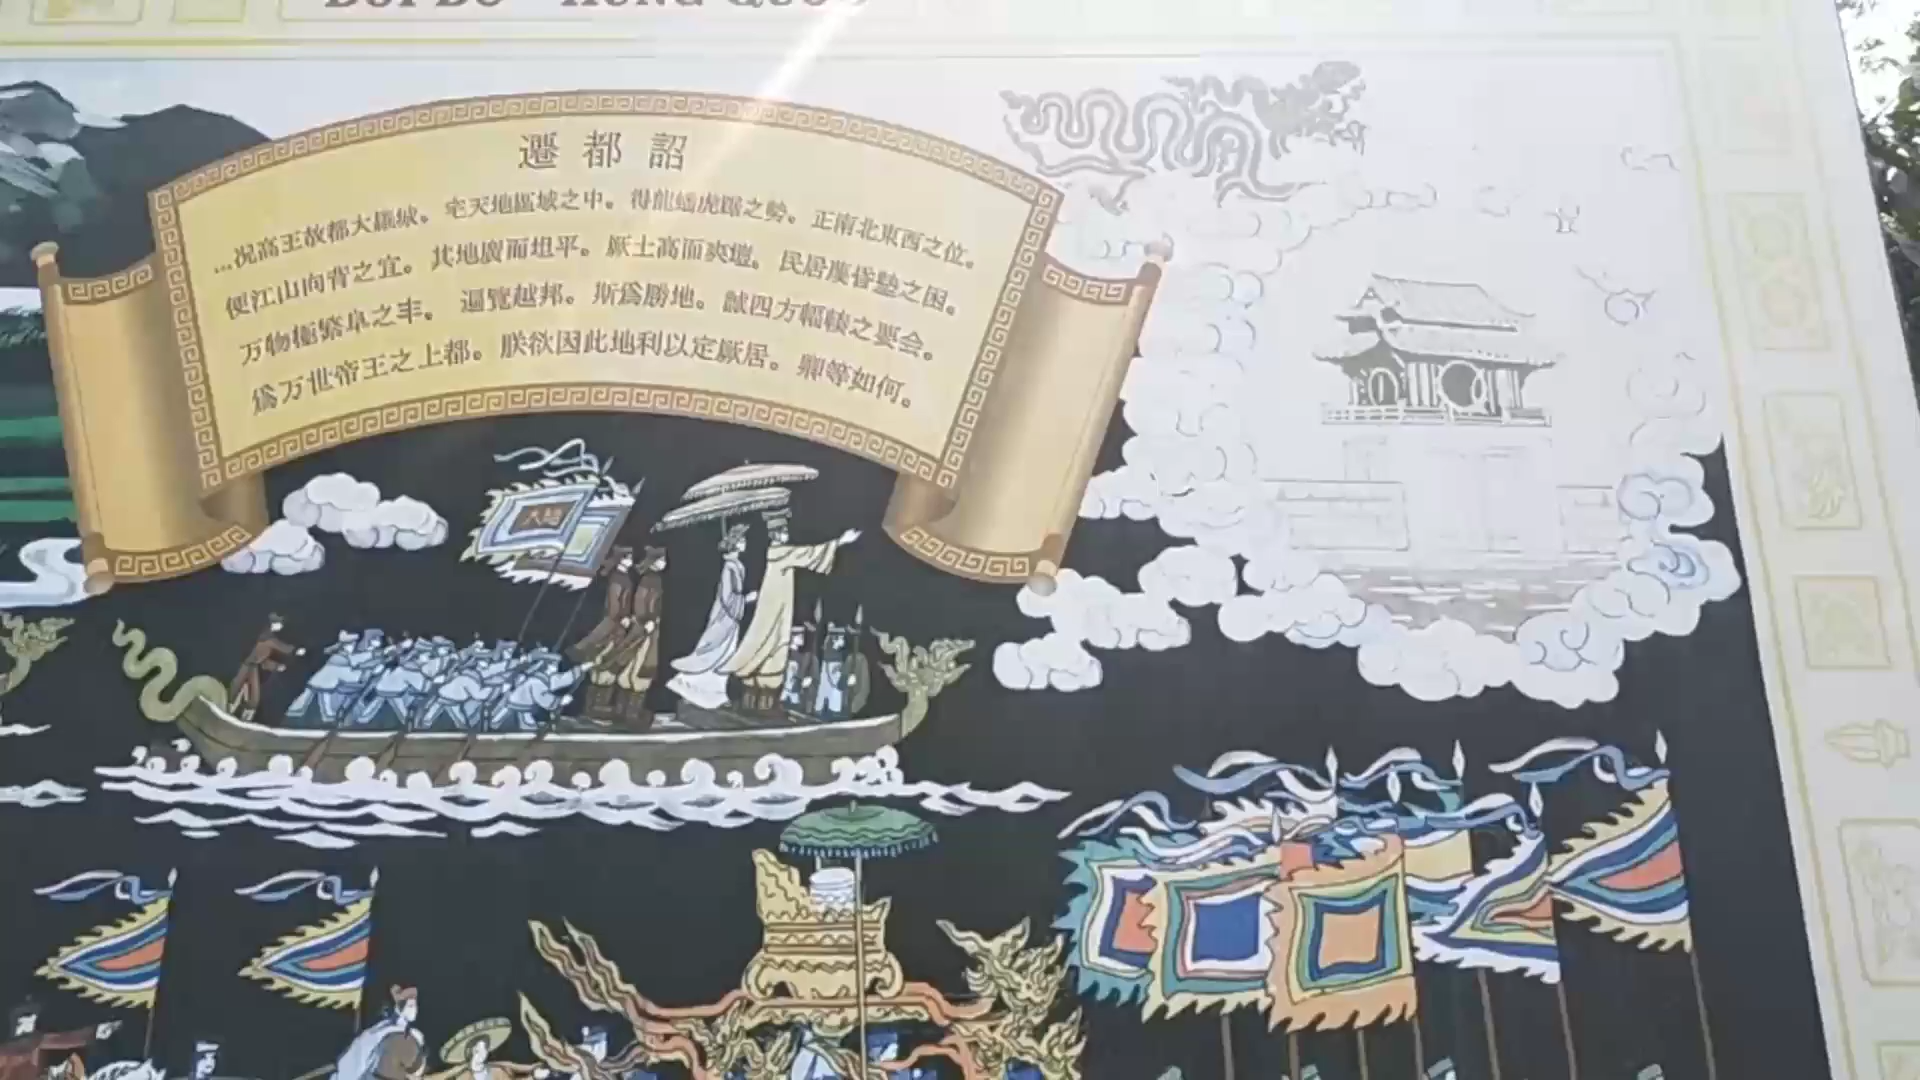 DỜI ĐÔ - HƯNG QUỐC
遷都詔
...况高王故都大羅城。宅天地區域之中。得龍蟠虎踞之勢。正南北東西之位。
便江山向背之宜。其地廣而坦平。厥土高而爽塏。民居蔑昏墊之困。
万物極繁阜之丰。遍覽越邦。斯爲勝地。誠四方輻輳之要会。
爲万世帝王之上都。朕欲因此地利以定厥居。卿等如何。